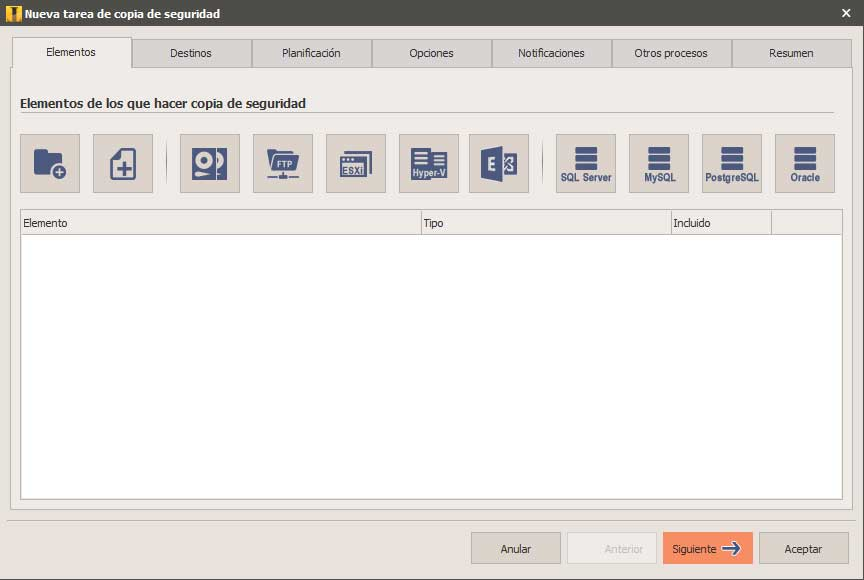 Nueva tarea de copia de seguridad
Elementos Destinos Planificación Opciones Notificaciones Otros procesos Resumen
Elementos de los que hacer copia de seguridad
FTP ESXi Hyper-V E SQL Server MySQL PostgreSQL Oracle
Elemento Tipo Incluido
Anular Anterior Siguiente Aceptar